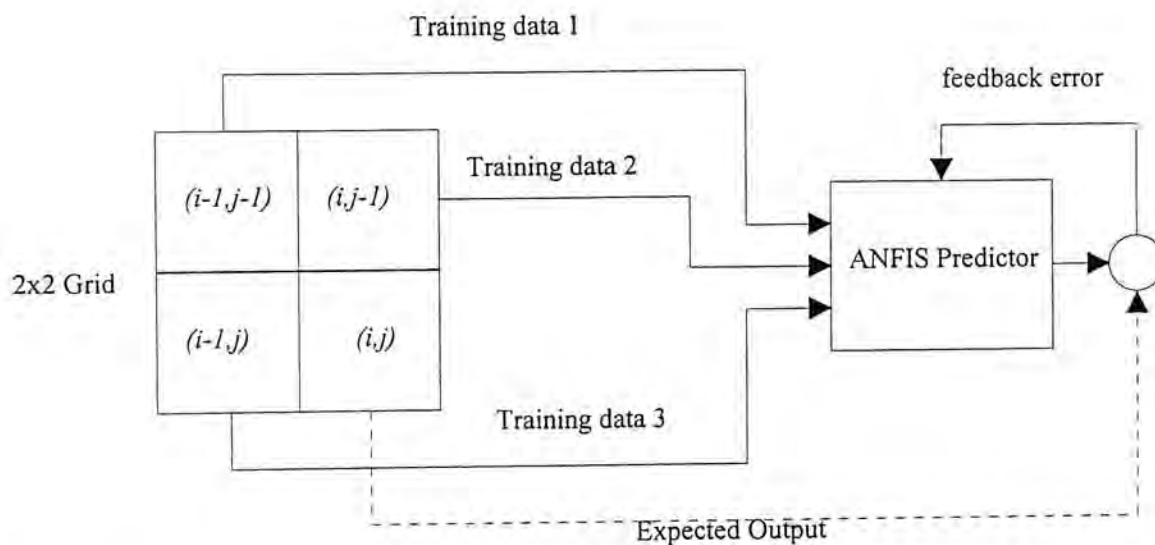 Training data 1
feedback error
(i-1,j-1)
(i,j-1)
Training data 2
ANFIS Predictor
2x2 Grid
(i-1,j)
(i,j)
Training data 3
Expected Output